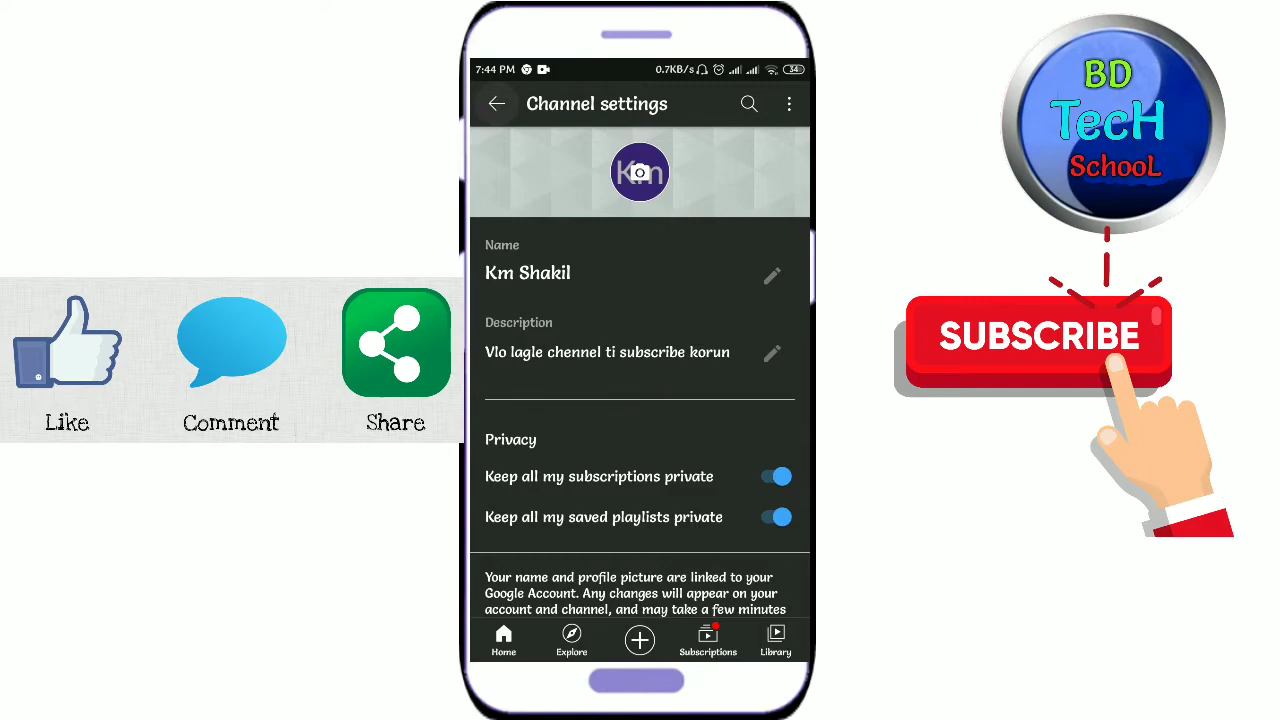 7:44 PM
0.7KB/s
34
Channel settings
Km
Name
Km Shakil
Description
Vlo lagle chennel ti subscribe korun
Privacy
Keep all my subscriptions private
Keep all my saved playlists private
Your name and profile picture are linked to your
Google Account. Any changes will appear on your
account and channel, and may take a few minutes
Home
Explore
Subscriptions
Library
Like
Comment
Share
BD
TecH
SchooL
SUBSCRIBE